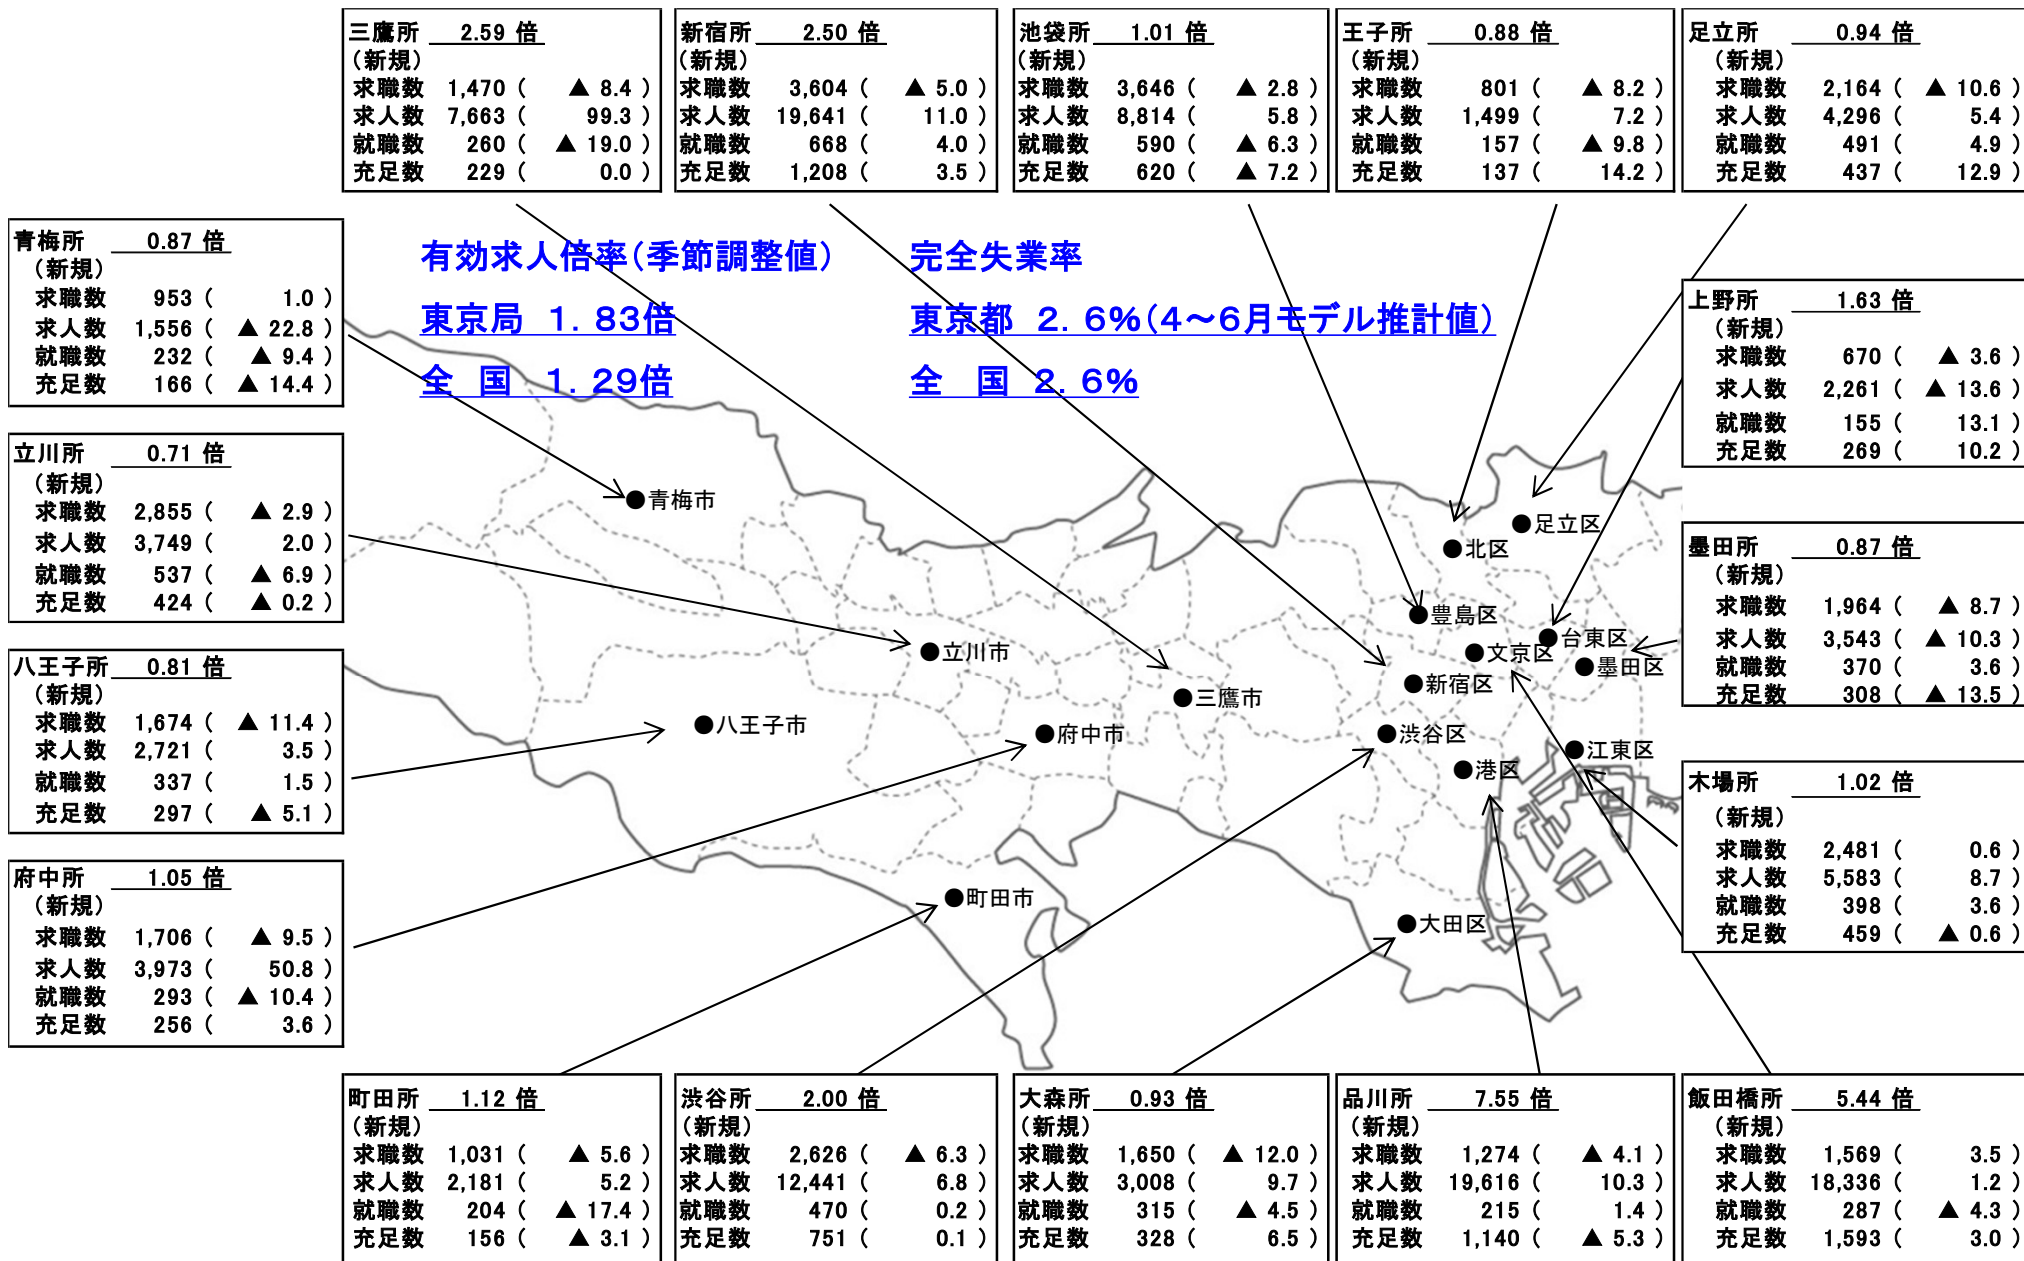 三鷹所 2.59 倍
(新規)
求職数 1,470 ( ▲ 8.4 )
求人数 7,663 ( 99.3 )
就職数 260 ( ▲ 19.0 )
充足数 229 ( 0.0 )
新宿所 2.50 倍
(新規)
求職数 3,604 ( ▲ 5.0 )
求人数 19,641 ( 11.0 )
就職数 668 ( 4.0 )
充足数 1,208 ( 3.5 )
池袋所 1.01 倍
(新規)
求職数 3,646 ( ▲ 2.8 )
求人数 8,814 ( 5.8 )
就職数 590 ( ▲ 6.3 )
充足数 620 ( ▲ 7.2 )
王子所 0.88 倍
(新規)
求職数 801 ( ▲ 8.2 )
求人数 1,499 ( 7.2 )
就職数 157 ( ▲ 9.8 )
充足数 137 ( 14.2 )
足立所 0.94 倍
(新規)
求職数 2,164 ( ▲ 10.6 )
求人数 4,296 ( 5.4 )
就職数 491 ( 4.9 )
充足数 437 ( 12.9 )
有効求人倍率(季節調整値)
東京局 1.83倍
全 国 1.29倍
完全失業率
東京都 2.6%(4～6月モデル推計値)
全 国 2.6%
青梅所 0.87 倍
(新規)
求職数 953 ( 1.0 )
求人数 1,556 ( ▲ 22.8 )
就職数 232 ( ▲ 9.4 )
充足数 166 ( ▲ 14.4 )
立川所 0.71 倍
(新規)
求職数 2,855 ( ▲ 2.9 )
求人数 3,749 ( 2.0 )
就職数 537 ( ▲ 6.9 )
充足数 424 ( ▲ 0.2 )
八王子所 0.81 倍
(新規)
求職数 1,674 ( ▲ 11.4 )
求人数 2,721 ( 3.5 )
就職数 337 ( 1.5 )
充足数 297 ( ▲ 5.1 )
府中所 1.05 倍
(新規)
求職数 1,706 ( ▲ 9.5 )
求人数 3,973 ( 50.8 )
就職数 293 ( ▲ 10.4 )
充足数 256 ( 3.6 )
上野所 1.63 倍
(新規)
求職数 670 ( ▲ 3.6 )
求人数 2,261 ( ▲ 13.6 )
就職数 155 ( 13.1 )
充足数 269 ( 10.2 )
墨田所 0.87 倍
(新規)
求職数 1,964 ( ▲ 8.7 )
求人数 3,543 ( ▲ 10.3 )
就職数 370 ( 3.6 )
充足数 308 ( ▲ 13.5 )
木場所 1.02 倍
(新規)
求職数 2,481 ( 0.6 )
求人数 5,583 ( 8.7 )
就職数 398 ( 3.6 )
充足数 459 ( ▲ 0.6 )
青梅市
足立区
北区
豊島区
台東区
文京区
墨田区
立川市
新宿区
三鷹市
八王子市
府中市
渋谷区
江東区
港区
町田市
大田区
町田所 1.12 倍
(新規)
求職数 1,031 ( ▲ 5.6 )
求人数 2,181 ( 5.2 )
就職数 204 ( ▲ 17.4 )
充足数 156 ( ▲ 3.1 )
渋谷所 2.00 倍
(新規)
求職数 2,626 ( ▲ 6.3 )
求人数 12,441 ( 6.8 )
就職数 470 ( 0.2 )
充足数 751 ( 0.1 )
大森所 0.93 倍
(新規)
求職数 1,650 ( ▲ 12.0 )
求人数 3,008 ( 9.7 )
就職数 315 ( ▲ 4.5 )
充足数 328 ( 6.5 )
品川所 7.55 倍
(新規)
求職数 1,274 ( ▲ 4.1 )
求人数 19,616 ( 10.3 )
就職数 215 ( 1.4 )
充足数 1,140 ( ▲ 5.3 )
飯田橋所 5.44 倍
(新規)
求職数 1,569 ( 3.5 )
求人数 18,336 ( 1.2 )
就職数 287 ( ▲ 4.3 )
充足数 1,593 ( 3.0 )